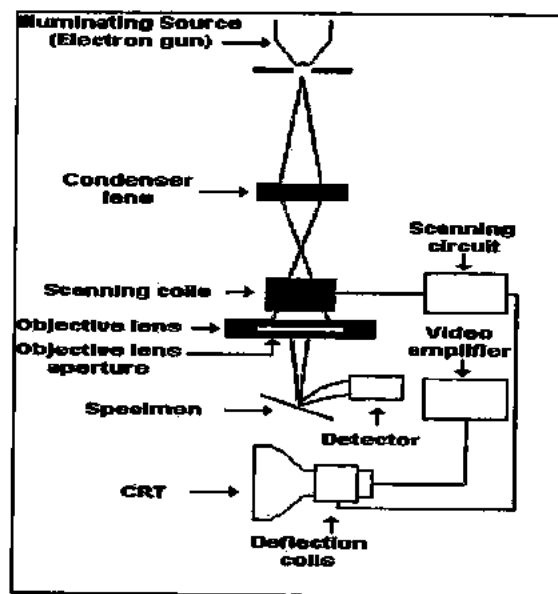 Illuminating Source
(Electron gun)
Condenser
lens
Scanning
circuit
Scanning coils
Objective lens
Objective lens
aperture
Video
amplifier
Specimen
Detector
CRT
Deflection
coils